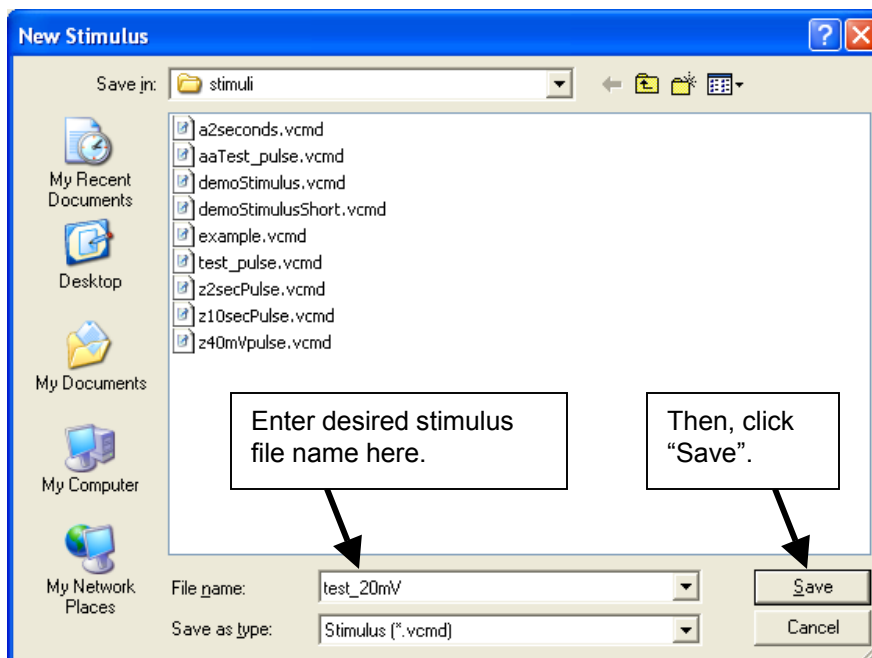 New Stimulus
Save in:
stimuli
a2seconds.vcmd
aaTest_pulse.vcmd
demoStimulus.vcmd
demoStimulusShort.vcmd
example.vcmd
test_pulse.vcmd
z2secPulse.vcmd
z10secPulse.vcmd
z40mVpulse.vcmd
My Recent
Documents
Desktop
My Documents
My Computer
My Network
Places
Enter desired stimulus
file name here.
Then, click
“Save”.
File name:
test_20mV
Save
Save as type:
Stimulus (*.vcmd)
Cancel